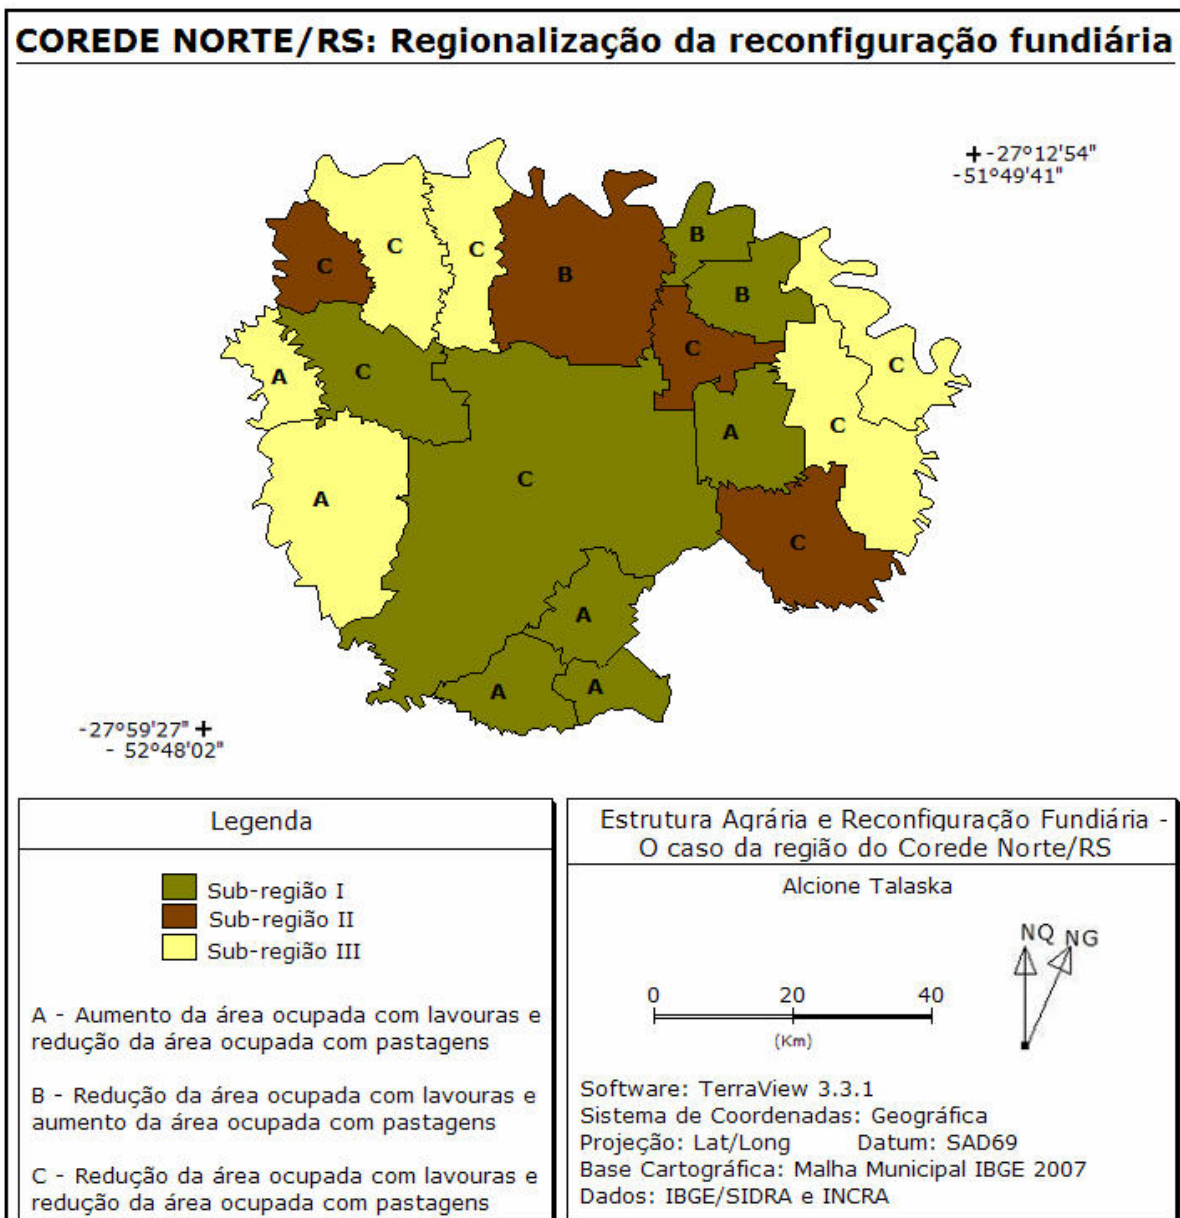 COREDE NORTE/RS: Regionalização da reconfiguração fundiária
+ -27°12'54"
-51°49'41"
B
C
C
C
B
B
C
C
C
A
C
A
C
C
A
C
A
A
A
-27°59'27" +
- 52°48'02"
Legenda
Sub-região I
Sub-região II
Sub-região III
A - Aumento da área ocupada com lavouras e
redução da área ocupada com pastagens
B - Redução da área ocupada com lavouras e
aumento da área ocupada com pastagens
C - Redução da área ocupada com lavouras e
redução da área ocupada com pastagens
Estrutura Agrária e Reconfiguração Fundiária -
O caso da região do Corede Norte/RS
Alcione Talaska
NQ NG
0 20 40
(Km)
Software: TerraView 3.3.1
Sistema de Coordenadas: Geográfica
Projeção: Lat/Long Datum: SAD69
Base Cartográfica: Malha Municipal IBGE 2007
Dados: IBGE/SIDRA e INCRA